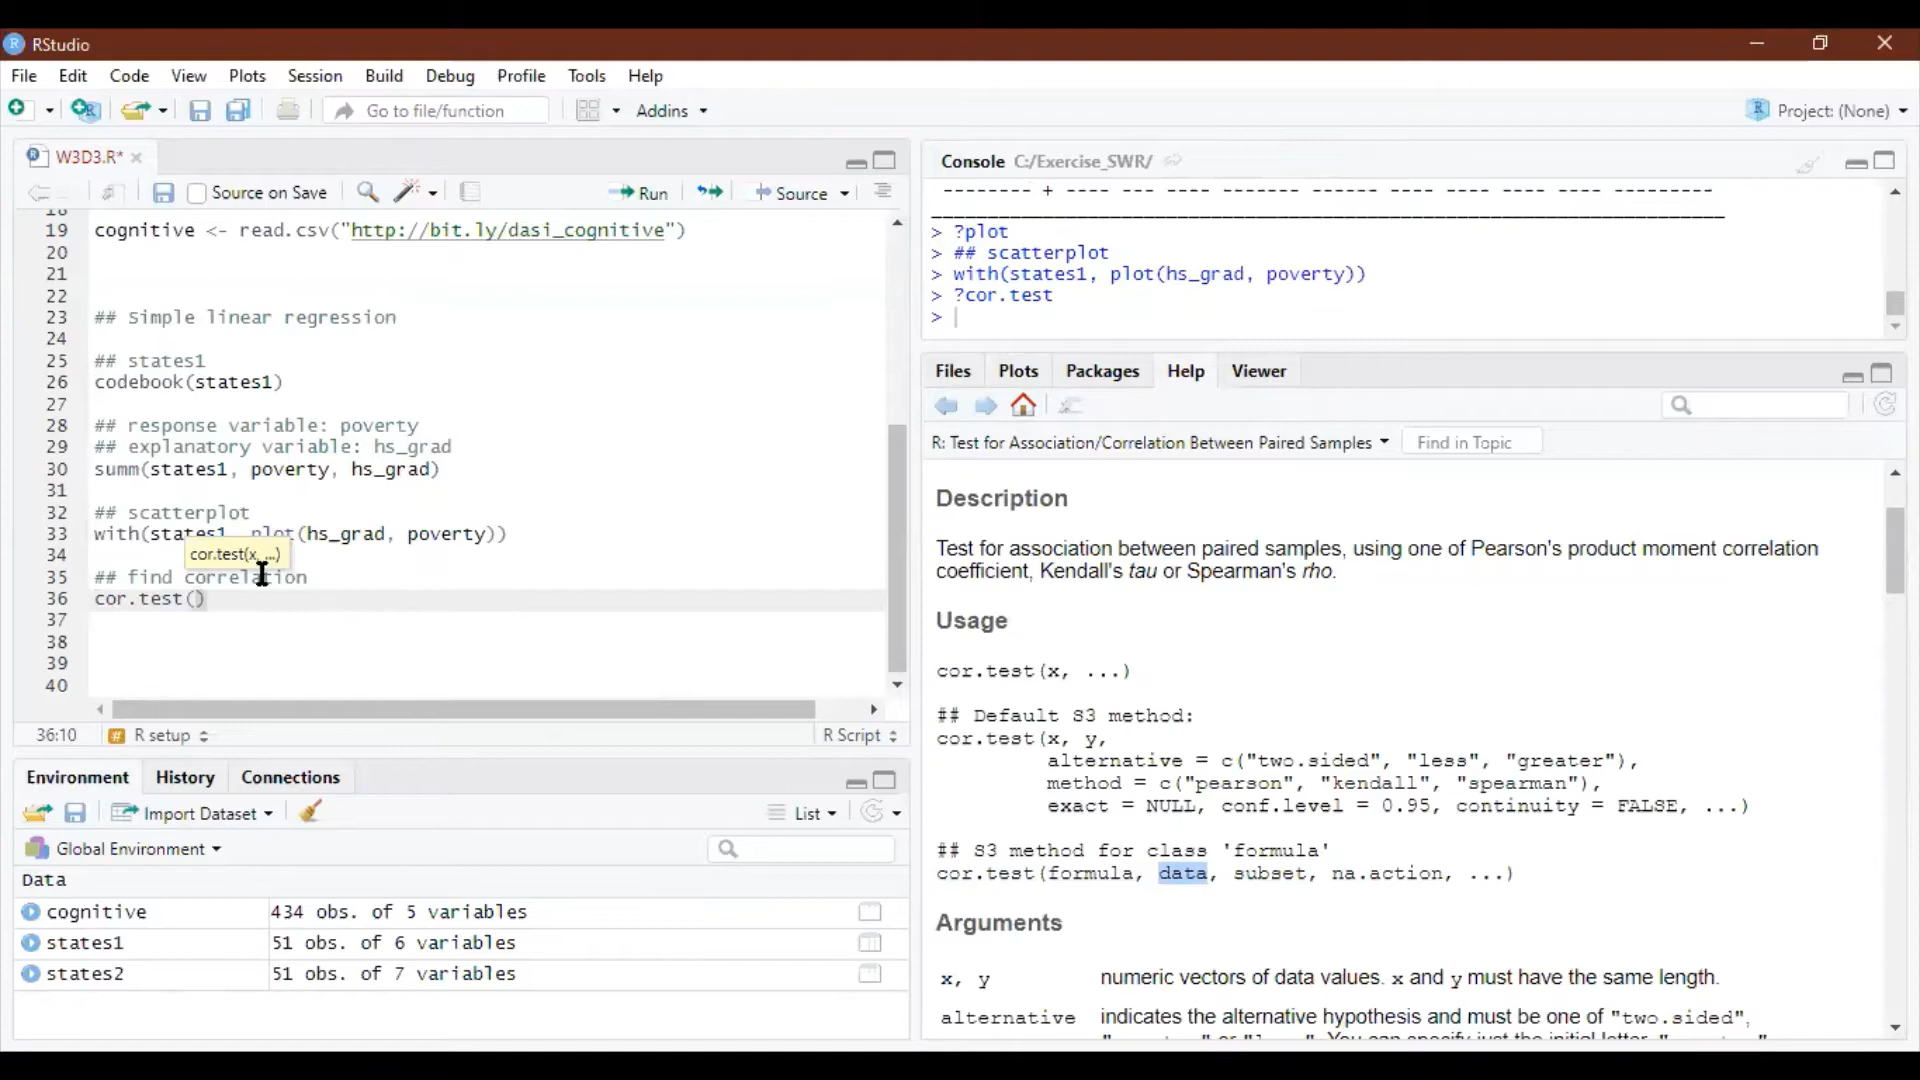 RStudio
File Edit Code View Plots Session Build Debug Profile Tools Help
Go to file/function Addins Project: (None)
W3D3.R*
Source on Save Run Source
19 cognitive <- read.csv("http://bit.ly/dasi_cognitive")
20
21
22
23 ## Simple linear regression
24
25 ## states1
26 codebook(states1)
27
28 ## response variable: poverty
29 ## explanatory variable: hs_grad
30 summ(states1, poverty, hs_grad)
31
32 ## scatterplot
33 with(states1, plot(hs_grad, poverty))
34 cor.test(x, ...)
35 ## find correlation
36 cor.test()
37
38
39
40
36:10 # R setup R Script
Environment History Connections
Import Dataset List
Global Environment
Data
cognitive 434 obs. of 5 variables
states1 51 obs. of 6 variables
states2 51 obs. of 7 variables
Console C:/Exercise_SWR/
-------- + ---- --- ---- ------- ------ ---- ---- ---- ---- ---------
> ?plot
> ## scatterplot
> with(states1, plot(hs_grad, poverty))
> ?cor.test
>
Files Plots Packages Help Viewer
R: Test for Association/Correlation Between Paired Samples Find in Topic
Description
Test for association between paired samples, using one of Pearson's product moment correlation
coefficient, Kendall's tau or Spearman's rho.
Usage
cor.test(x, ...)
## Default S3 method:
cor.test(x, y,
alternative = c("two.sided", "less", "greater"),
method = c("pearson", "kendall", "spearman"),
exact = NULL, conf.level = 0.95, continuity = FALSE, ...)
## S3 method for class 'formula'
cor.test(formula, data, subset, na.action, ...)
Arguments
x, y numeric vectors of data values. x and y must have the same length.
alternative indicates the alternative hypothesis and must be one of "two.sided",